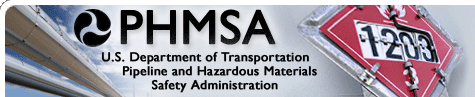 PHMSA
U.S. Department of Transportation
Pipeline and Hazardous Materials
Safety Administration
1203